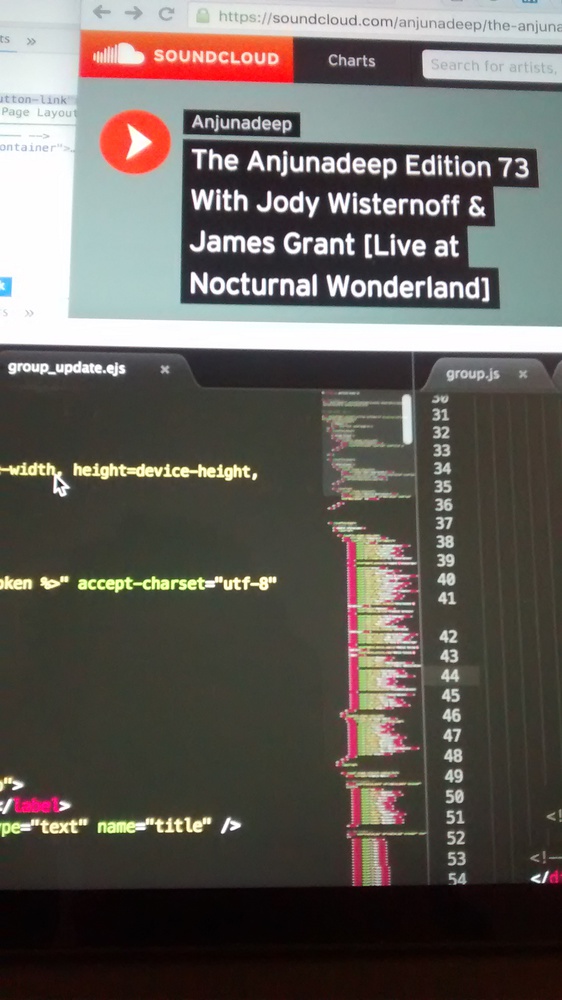 https://soundcloud.com/anjunadeep/the-anjuna
ts »
SOUNDCLOUD
Charts
Search for artists,
utton-link"
Page Layout
ontainer">
Anjunadeep
The Anjunadeep Edition 73
With Jody Wisternoff &
James Grant [Live at
Nocturnal Wonderland]
k
s »
group_update.ejs ×
group.js ×
30
31
32
-width, height=device-height,
33
34
35
36
37
38
39
oken %>" accept-charset="utf-8"
40
41
42
43
44
45
46
47
48
49
">
50
</label>
51 <!
ype="text" name="title" />
52
53 <!--
54 </d